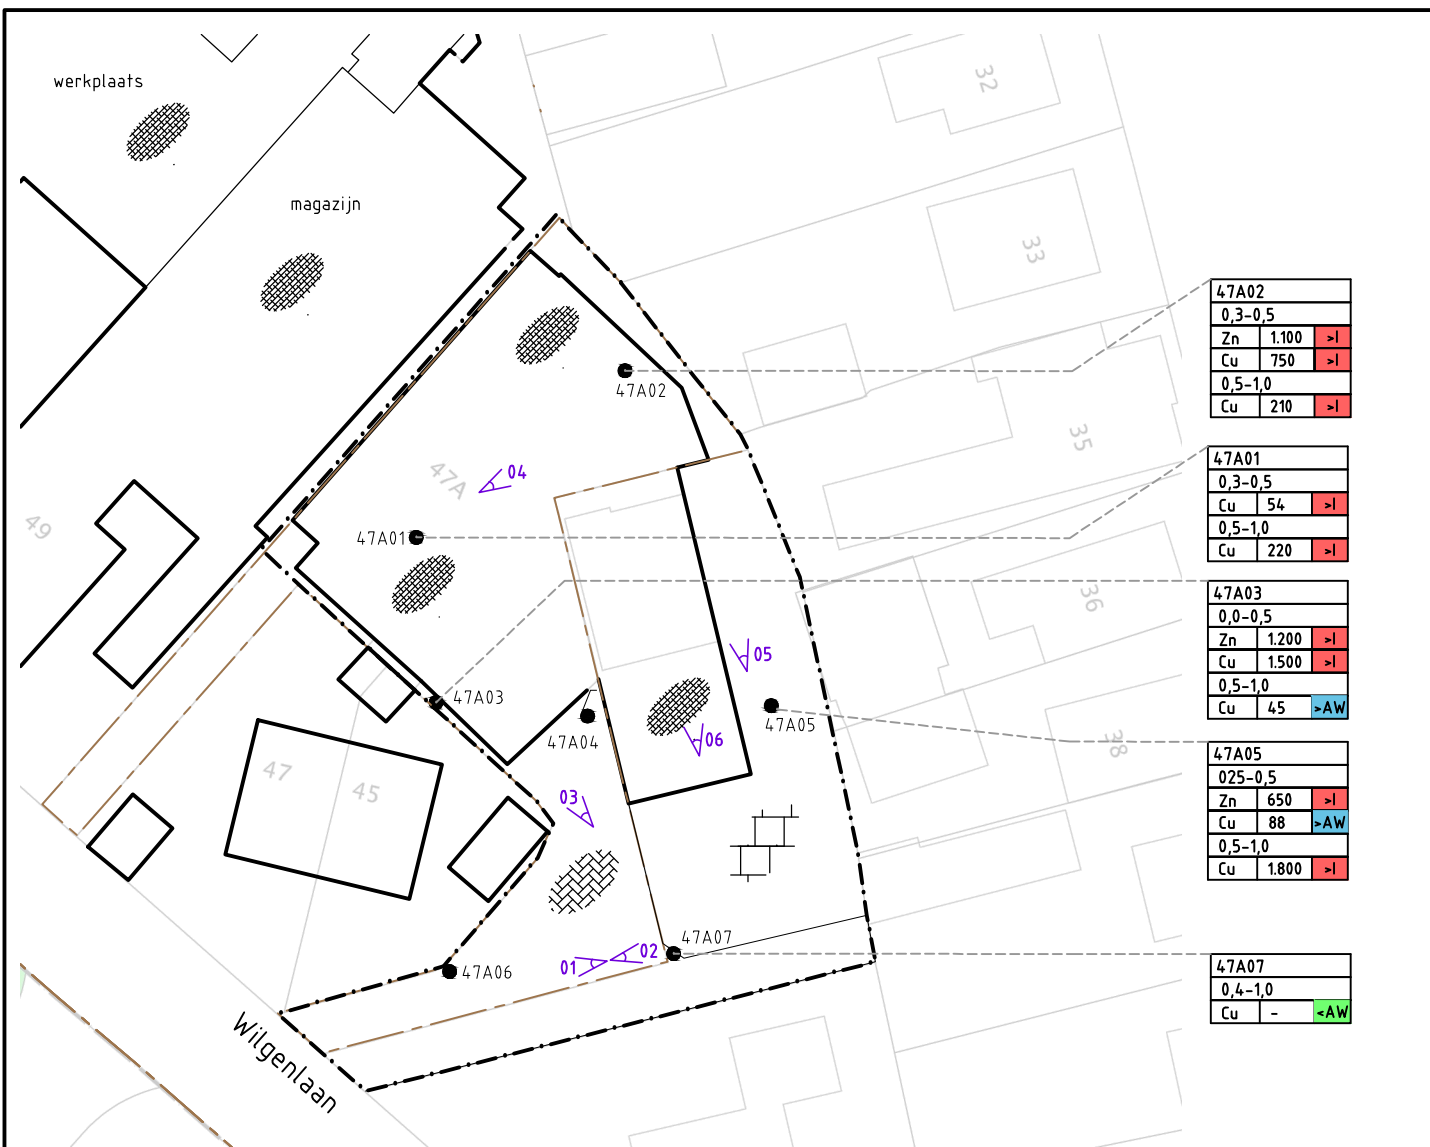 werkplaats
32
magazijn
33
47A02
0,3-0,5
Zn 1.100 >I
Cu 750 >I
0,5-1,0
Cu 210 >I
47A02
35
47A
04
49
47A01
47A01
0,3-0,5
Cu 54 >I
0,5-1,0
Cu 220 >I
36
47A03
0,0-0,5
Zn 1.200 >I
Cu 1.500 >I
0,5-1,0
Cu 45 >AW
05
47A03
47A05
47A04
06
38
47A05
025-0,5
Zn 650 >I
Cu 88 >AW
0,5-1,0
Cu 1.800 >I
47
45
03
47A07
02
01
47A06
47A07
0,4-1,0
Cu - <AW
Wilgenlaan